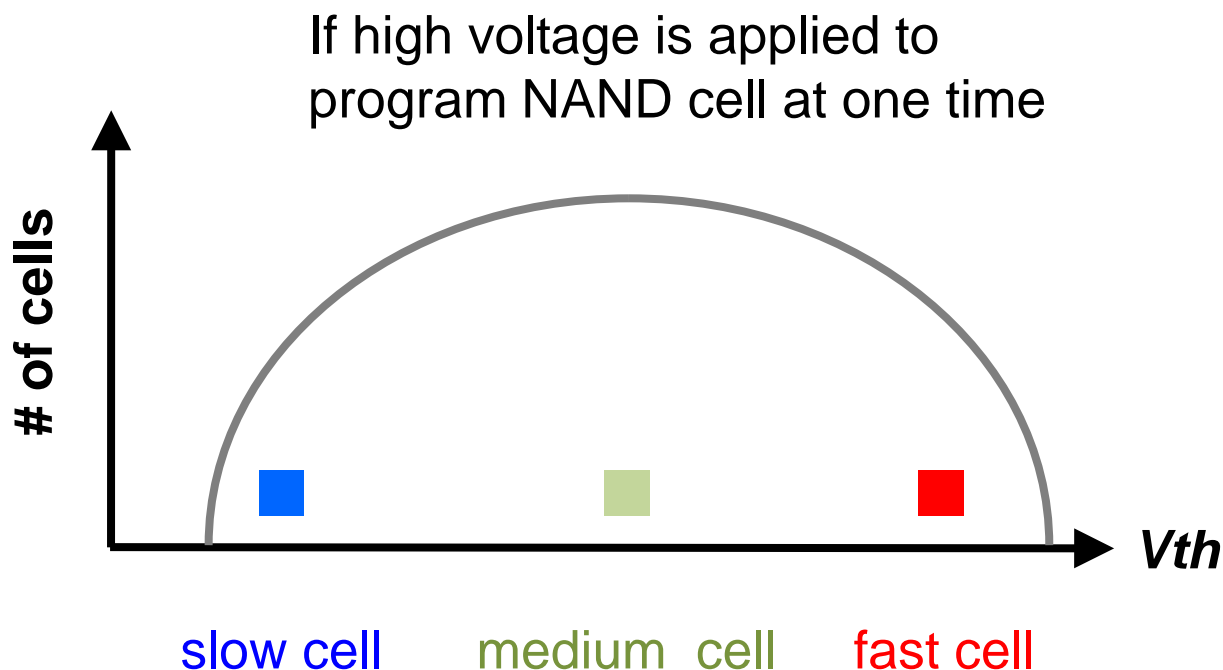 If high voltage is applied to
program NAND cell at one time
# of cells
Vth
slow cell
medium cell
fast cell